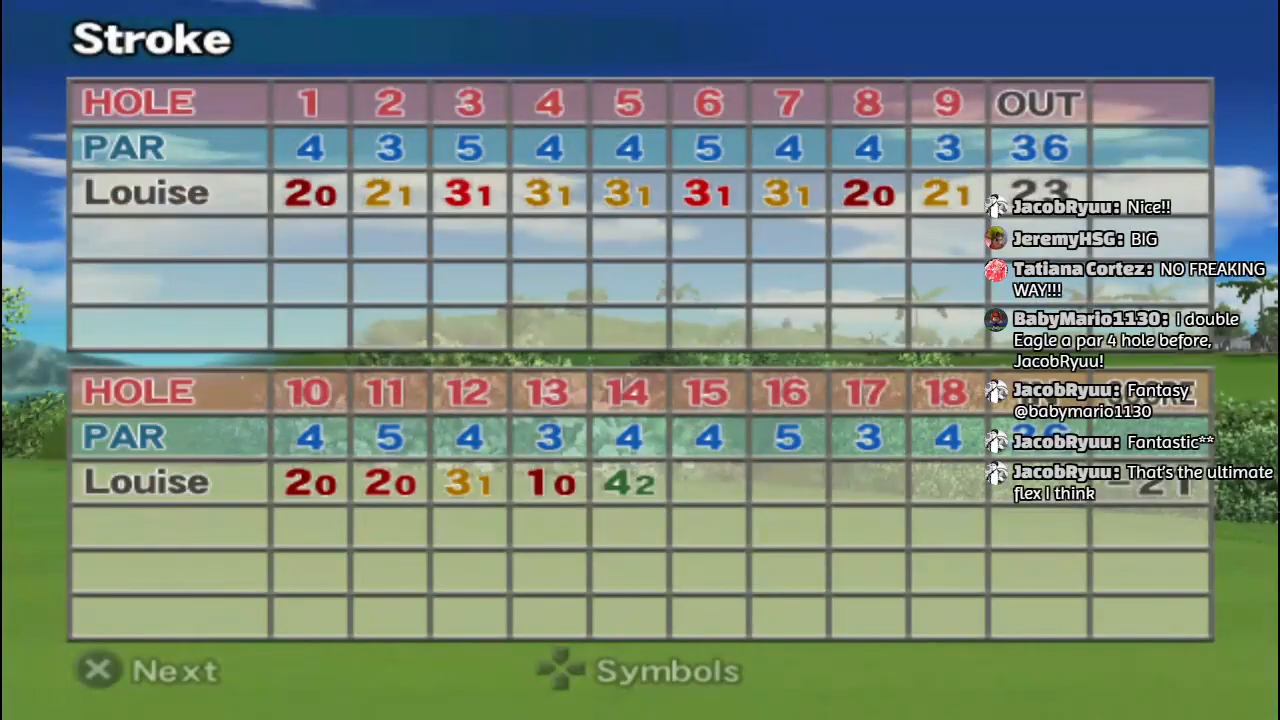 Stroke
HOLE 1 2 3 4 5 6 7 8 9 OUT
PAR 4 3 5 4 4 5 4 4 3 36
Louise 20 21 31 31 31 31 31 20 21 23
JacobRyuu: Nice!!
JeremyHSG: BIG
Tatiana Cortez: NO FREAKING
WAY!!!
BabyMario1130: I double
Eagle a par 4 hole before,
JacobRyuu!
HOLE 10 11 12 13 14 15 16 17 18
JacobRyuu: Fantasy
@babymario1130
PAR 4 5 4 3 4 4 5 3 4 36
JacobRyuu: Fantastic**
Louise 20 20 31 10 42 -21
JacobRyuu: That's the ultimate
flex I think
Next Symbols